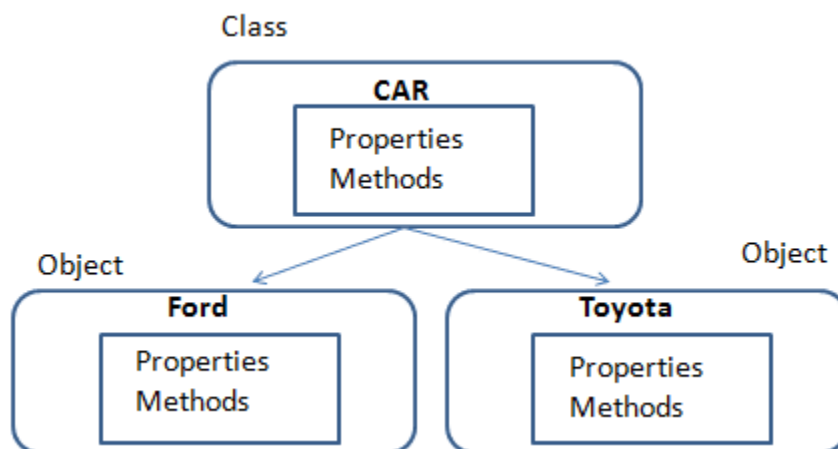 Class
CAR
Properties
Methods
Object
Object
Ford
Properties
Methods
Toyota
Properties
Methods